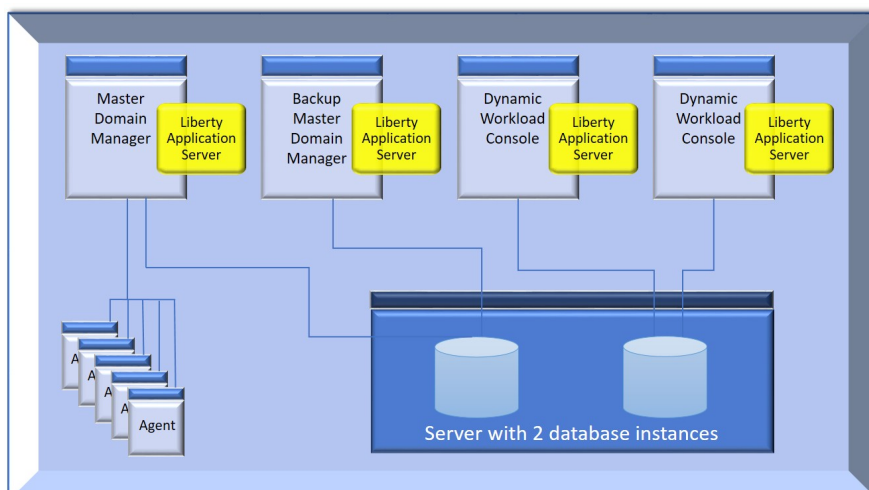 Master
Domain
Manager
Liberty
Application
Server
Backup
Master
Domain
Manager
Liberty
Application
Server
Dynamic
Workload
Console
Liberty
Application
Server
Dynamic
Workload
Console
Liberty
Application
Server
A
A
A
A
Agent
Server with 2 database instances